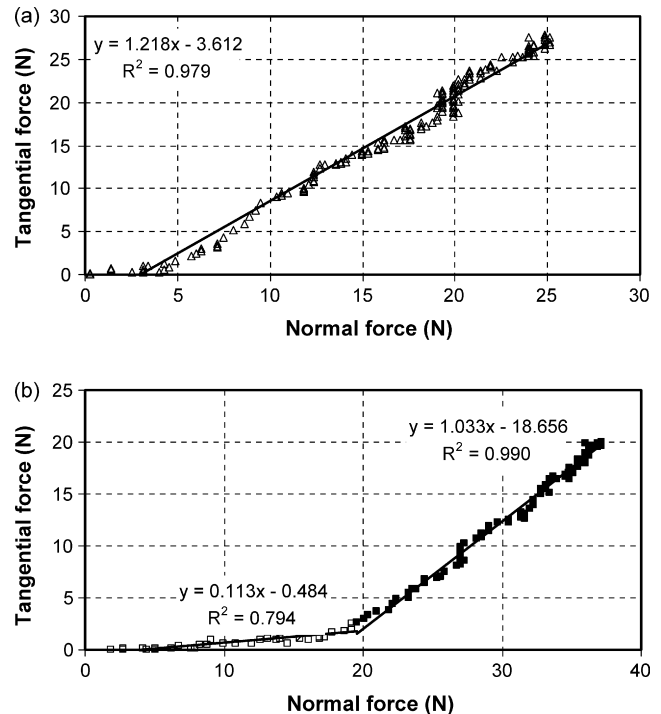 (a)
30
25
20
15
10
5
0
y = 1.218x - 3.612
R² = 0.979
Tangential force (N)
0 5 10 15 20 25 30
Normal force (N)
(b)
25
20
15
10
5
0
y = 1.033x - 18.656
R² = 0.990
y = 0.113x - 0.484
R² = 0.794
Tangential force (N)
0 10 20 30 40
Normal force (N)